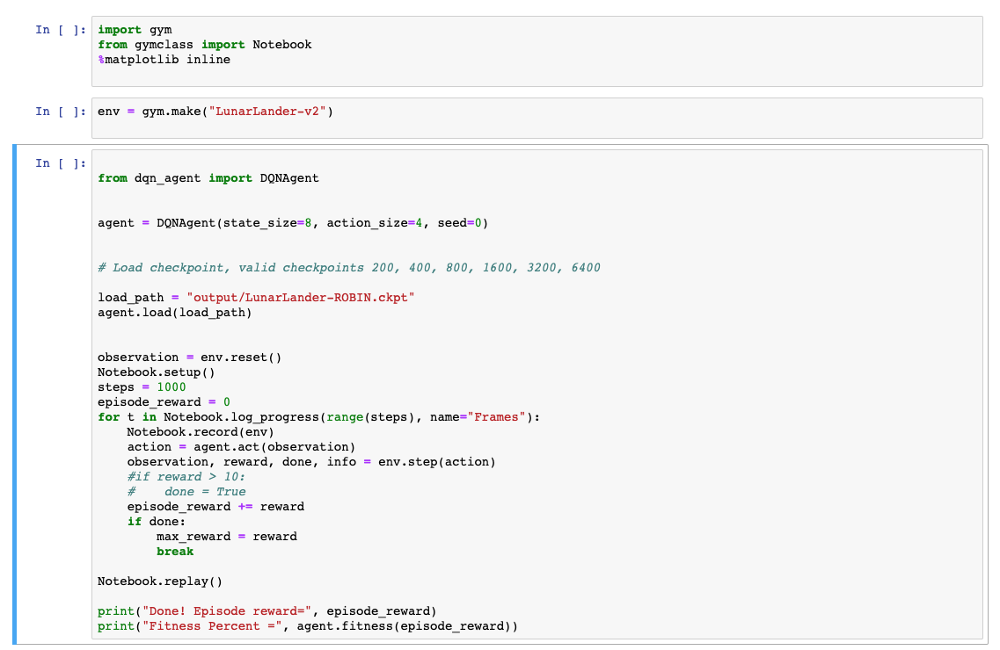 In [ ]: import gym
from gymclass import Notebook
%matplotlib inline
In [ ]: env = gym.make("LunarLander-v2")
In [ ]:
from dqn_agent import DQNAgent
agent = DQNAgent(state_size=8, action_size=4, seed=0)
# Load checkpoint, valid checkpoints 200, 400, 800, 1600, 3200, 6400
load_path = "output/LunarLander-ROBIN.ckpt"
agent.load(load_path)
observation = env.reset()
Notebook.setup()
steps = 1000
episode_reward = 0
for t in Notebook.log_progress(range(steps), name="Frames"):
    Notebook.record(env)
    action = agent.act(observation)
    observation, reward, done, info = env.step(action)
    #if reward > 10:
    #    done = True
    episode_reward += reward
    if done:
        max_reward = reward
        break
Notebook.replay()
print("Done! Episode reward=", episode_reward)
print("Fitness Percent =", agent.fitness(episode_reward))